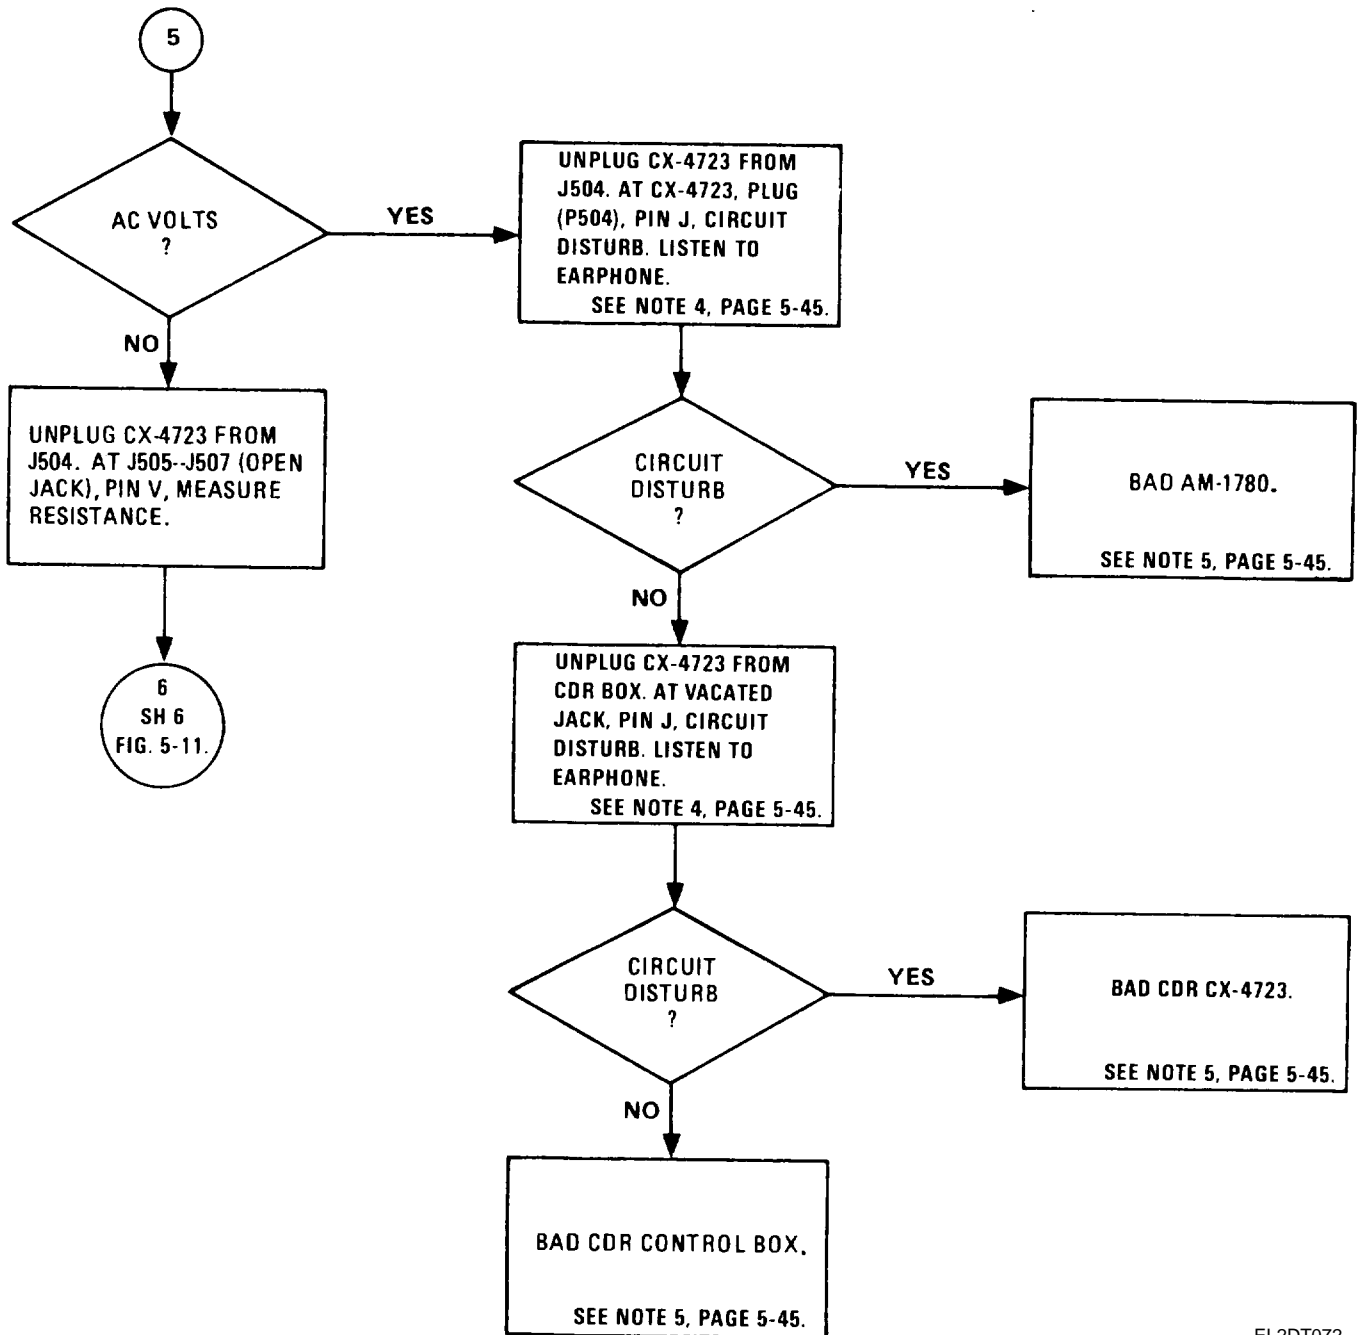 5
AC VOLTS
?
YES
NO
UNPLUG CX-4723 FROM
J504. AT CX-4723, PLUG
(P504), PIN J, CIRCUIT
DISTURB. LISTEN TO
EARPHONE.
SEE NOTE 4, PAGE 5-45.
UNPLUG CX-4723 FROM
J504. AT J505--J507 (OPEN
JACK), PIN V, MEASURE
RESISTANCE.
6
SH 6
FIG. 5-11.
CIRCUIT
DISTURB
?
YES
NO
BAD AM-1780.
SEE NOTE 5, PAGE 5-45.
UNPLUG CX-4723 FROM
CDR BOX. AT VACATED
JACK, PIN J, CIRCUIT
DISTURB. LISTEN TO
EARPHONE.
SEE NOTE 4, PAGE 5-45.
CIRCUIT
DISTURB
?
YES
NO
BAD CDR CX-4723.
SEE NOTE 5, PAGE 5-45.
BAD CDR CONTROL BOX.
SEE NOTE 5, PAGE 5-45.